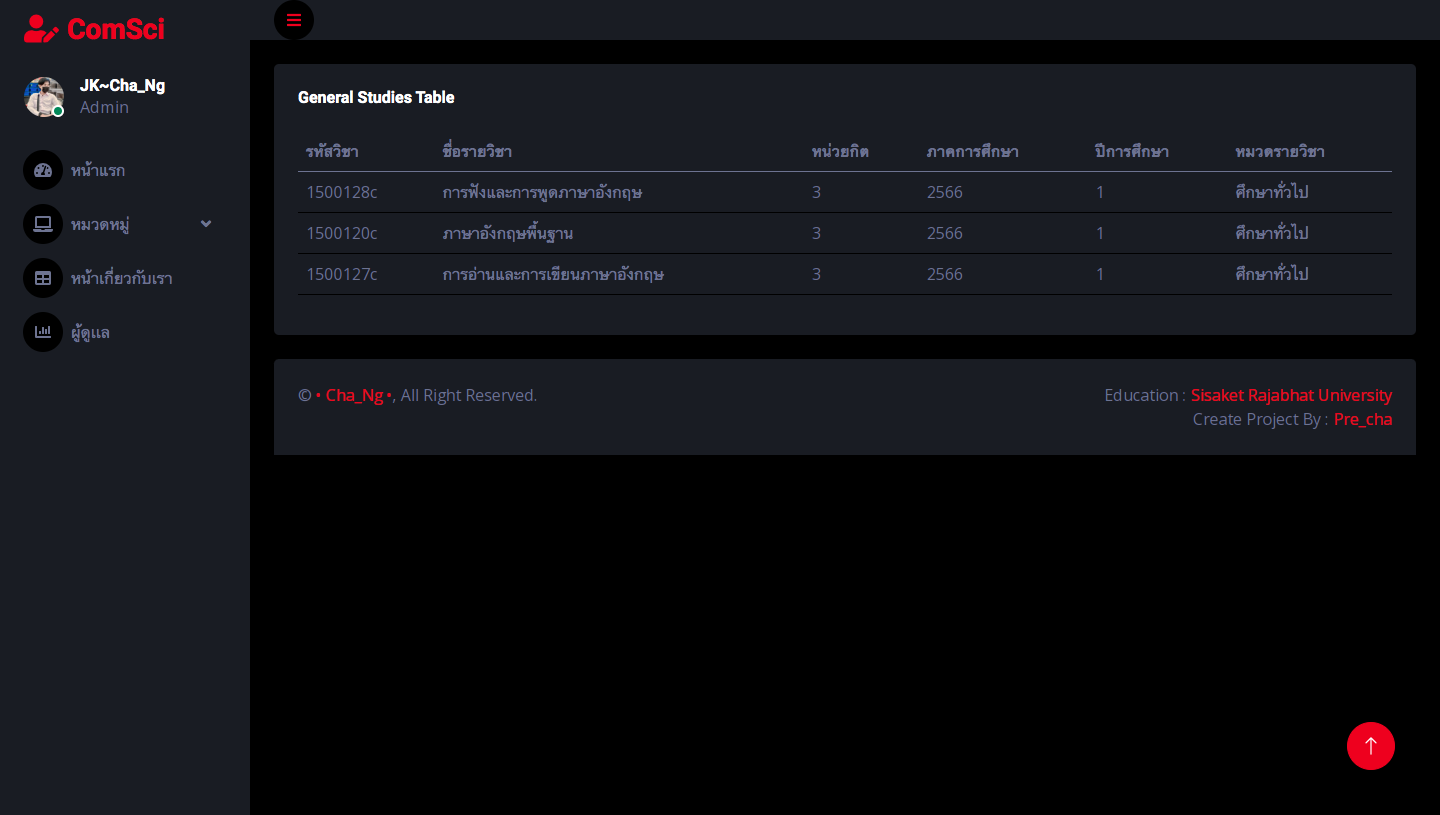 ComSci
JK~Cha_Ng
Admin
หน้าแรก
หมวดหมู่
หน้าเกี่ยวกับเรา
ผู้ดูแล
General Studies Table
รหัสวิชา ชื่อรายวิชา หน่วยกิต ภาคการศึกษา ปีการศึกษา หมวดรายวิชา
1500128c การฟังและการพูดภาษาอังกฤษ 3 2566 1 ศึกษาทั่วไป
1500120c ภาษาอังกฤษพื้นฐาน 3 2566 1 ศึกษาทั่วไป
1500127c การอ่านและการเขียนภาษาอังกฤษ 3 2566 1 ศึกษาทั่วไป
© • Cha_Ng •, All Right Reserved.
Education : Sisaket Rajabhat University
Create Project By : Pre_cha